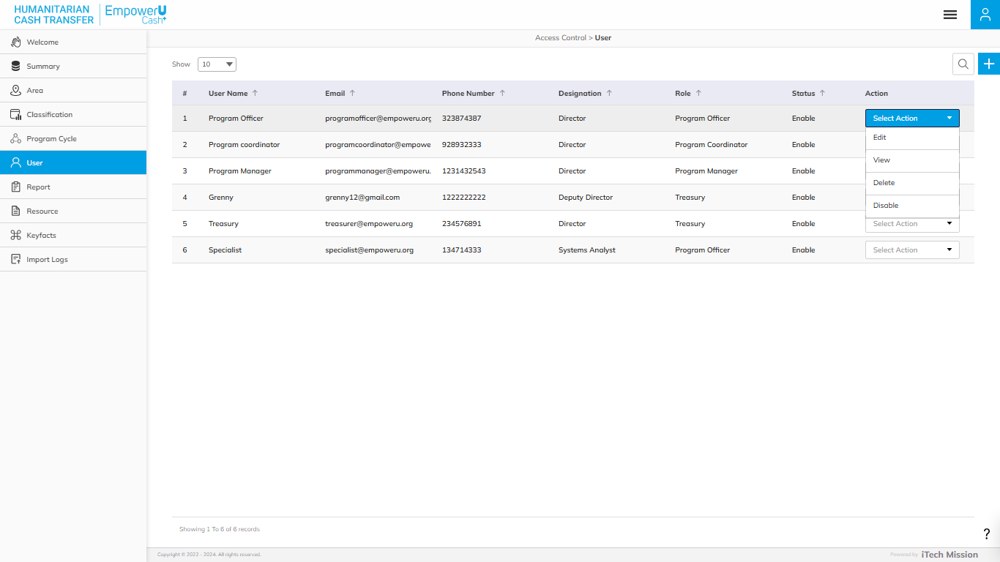 HUMANITARIAN
CASH TRANSFER
EmpowerU
Cash+
Welcome
Summary
Area
Classification
Program Cycle
User
Report
Resource
Keyfacts
Import Logs
Access Control > User
Show 10
# User Name Email Phone Number Designation Role Status Action
1 Program Officer programofficer@empoweru.org 323874387 Director Program Officer Enable Select Action
Edit
2 Program coordinator programcoordinator@empowe 928932333 Director Program Coordinator Enable
View
3 Program Manager programmanager@empoweru. 1231432543 Director Program Manager Enable
Delete
4 Grenny grenny12@gmail.com 1222222222 Deputy Director Treasury Enable
Disable
5 Treasury treasurer@empoweru.org 234576891 Director Treasury Enable Select Action
6 Specialist specialist@empoweru.org 134714333 Systems Analyst Program Officer Enable Select Action
Showing 1 To 6 of 6 records
?
Copyright © 2022 - 2024. All rights reserved.
Powered by iTech Mission